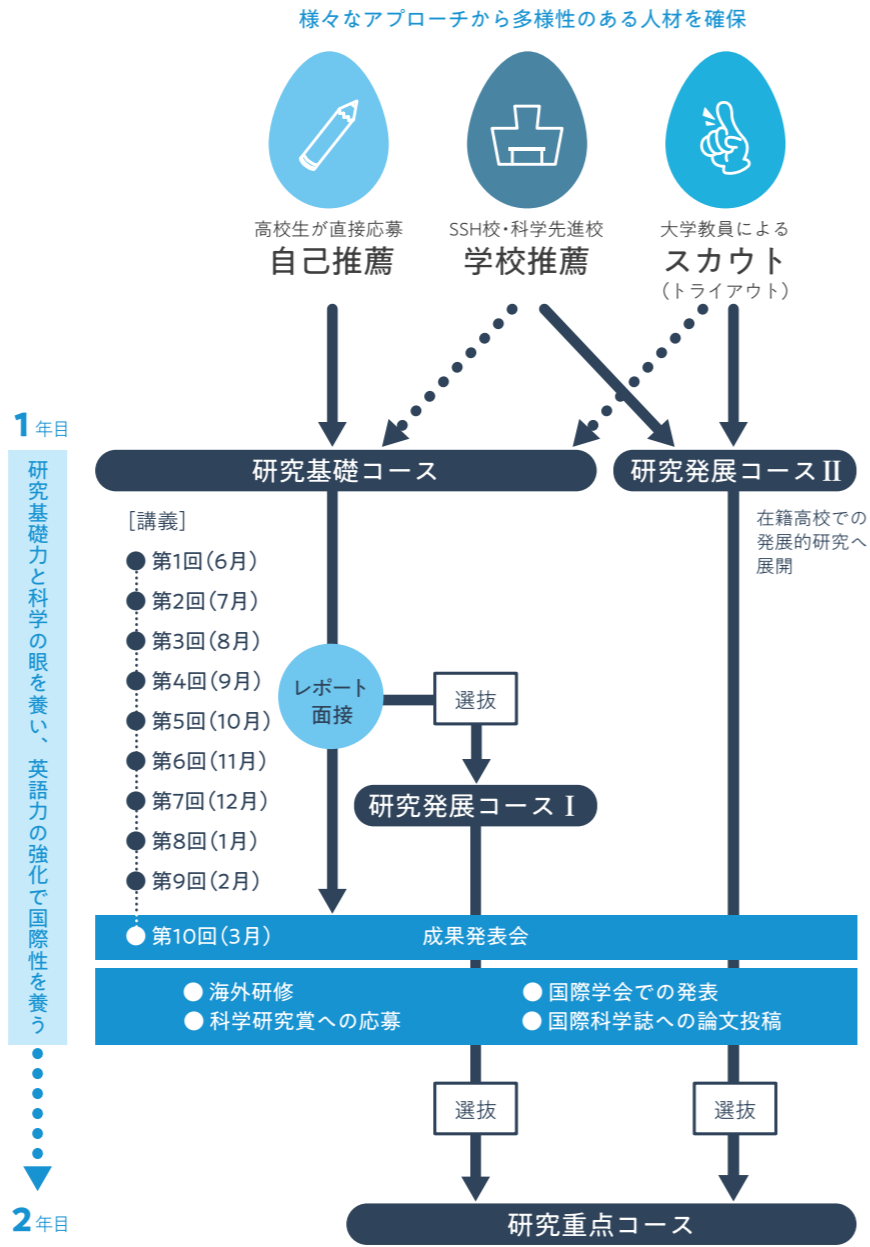 様々なアプローチから多様性のある人材を確保
高校生が直接応募
自己推薦
SSH校・科学先進校
学校推薦
大学教員による
スカウト
（トライアウト）
1年目
研究基礎力と科学の眼を養い、英語力の強化で国際性を養う
研究基礎コース
研究発展コースⅡ
在籍高校での
発展的研究へ
展開
［講義］
第1回（6月）
第2回（7月）
第3回（8月）
第4回（9月）
第5回（10月）
第6回（11月）
第7回（12月）
第8回（1月）
第9回（2月）
レポート
面接
選抜
研究発展コースⅠ
第10回（3月） 成果発表会
●海外研修
●科学研究賞への応募
●国際学会での発表
●国際科学誌への論文投稿
選抜
選抜
2年目
研究重点コース